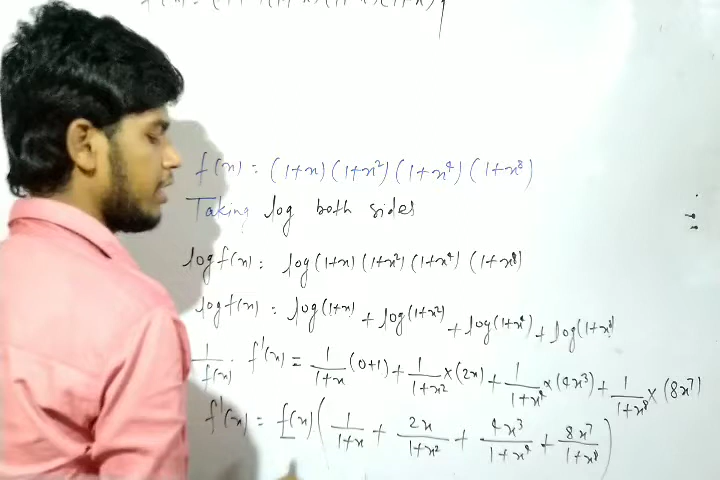 f(x) = (1+x)(1+x²)(1+x⁴)(1+x⁸)
Taking log both sides
log f(x) = log(1+x)(1+x²)(1+x⁴)(1+x⁸)
log f(x) = log(1+x) + log(1+x²) + log(1+x⁴) + log(1+x⁸)
1/f(x) . f'(x) = 1/1+x (0+1) + 1/1+x² × (2x) + 1/1+x⁴ × (4x³) + 1/1+x⁸ × (8x⁷)
f'(x) = f(x) ( 1/1+x + 2x/1+x² + 4x³/1+x⁴ + 8x⁷/1+x⁸ )